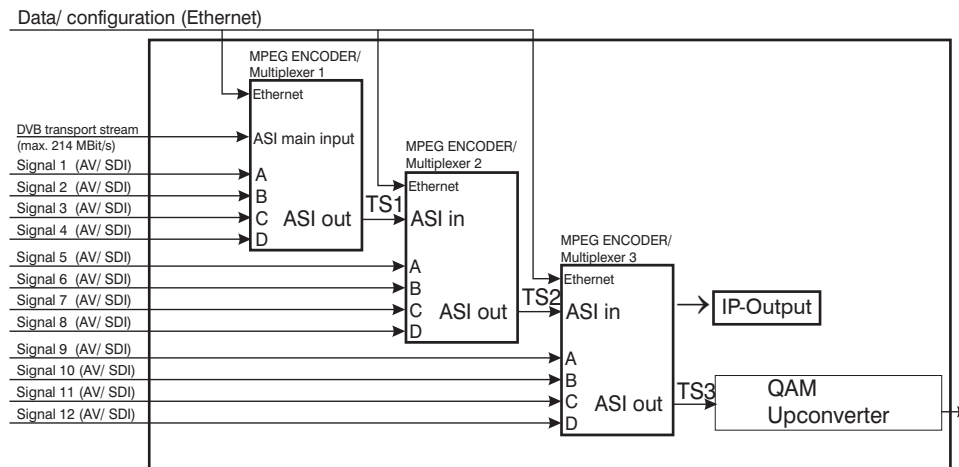 Data/ configuration (Ethernet)
MPEG ENCODER/
Multiplexer 1
Ethernet
DVB transport stream
(max. 214 MBit/s)
ASI main input
Signal 1 (AV/ SDI)
A
Signal 2 (AV/ SDI)
B
Signal 3 (AV/ SDI)
C
Signal 4 (AV/ SDI)
D
ASI out
TS1
MPEG ENCODER/
Multiplexer 2
Ethernet
ASI in
Signal 5 (AV/ SDI)
A
Signal 6 (AV/ SDI)
B
Signal 7 (AV/ SDI)
C
Signal 8 (AV/ SDI)
D
ASI out
TS2
MPEG ENCODER/
Multiplexer 3
Ethernet
ASI in
IP-Output
Signal 9 (AV/ SDI)
A
Signal 10 (AV/ SDI)
B
Signal 11 (AV/ SDI)
C
Signal 12 (AV/ SDI)
D
ASI out
TS3
QAM
Upconverter